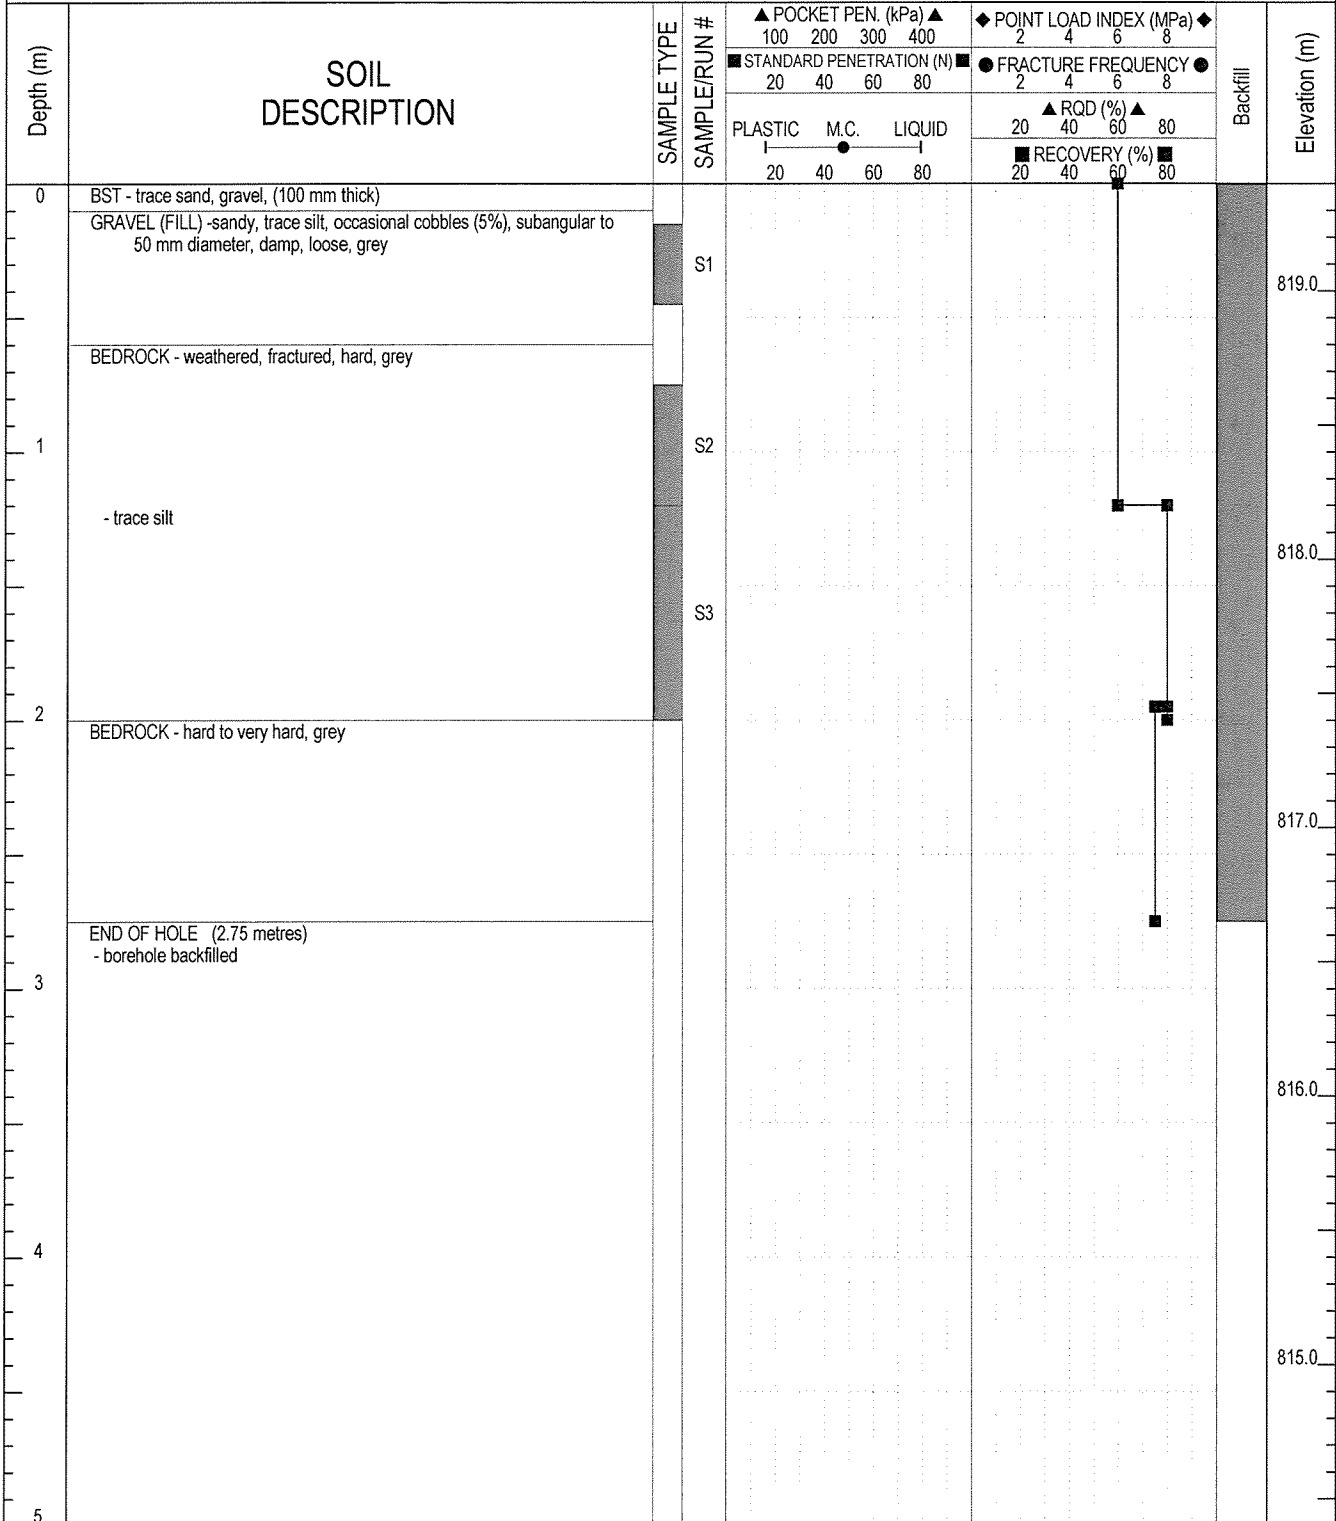 Depth (m)
SOIL
DESCRIPTION
SAMPLE TYPE
SAMPLE/RUN #
▲ POCKET PEN. (kPa) ▲
100 200 300 400
■ STANDARD PENETRATION (N) ■
20 40 60 80
PLASTIC M.C. LIQUID
20 40 60 80
◆ POINT LOAD INDEX (MPa) ◆
2 4 6 8
● FRACTURE FREQUENCY ●
2 4 6 8
▲ RQD (%) ▲
20 40 60 80
■ RECOVERY (%) ■
20 40 60 80
Backfill
Elevation (m)
0
BST - trace sand, gravel, (100 mm thick)
GRAVEL (FILL) -sandy, trace silt, occasional cobbles (5%), subangular to
50 mm diameter, damp, loose, grey
S1
819.0
BEDROCK - weathered, fractured, hard, grey
1
S2
- trace silt
818.0
S3
2
BEDROCK - hard to very hard, grey
817.0
END OF HOLE (2.75 metres)
- borehole backfilled
3
816.0
4
815.0
5